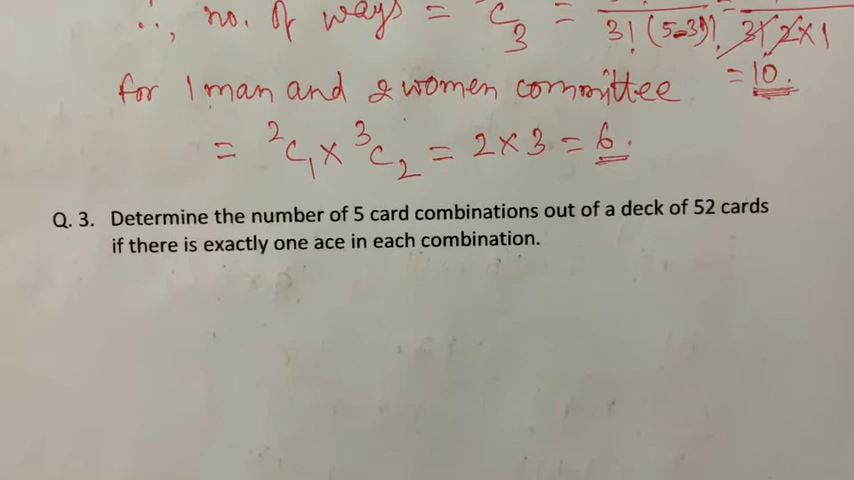 ∴, no. of ways = C₃ = 3! (5-3)! = 3×2×1
for 1 man and 2 women committee = 10.
= ²C₁ × ³C₂ = 2 × 3 = 6.
Q. 3. Determine the number of 5 card combinations out of a deck of 52 cards
if there is exactly one ace in each combination.